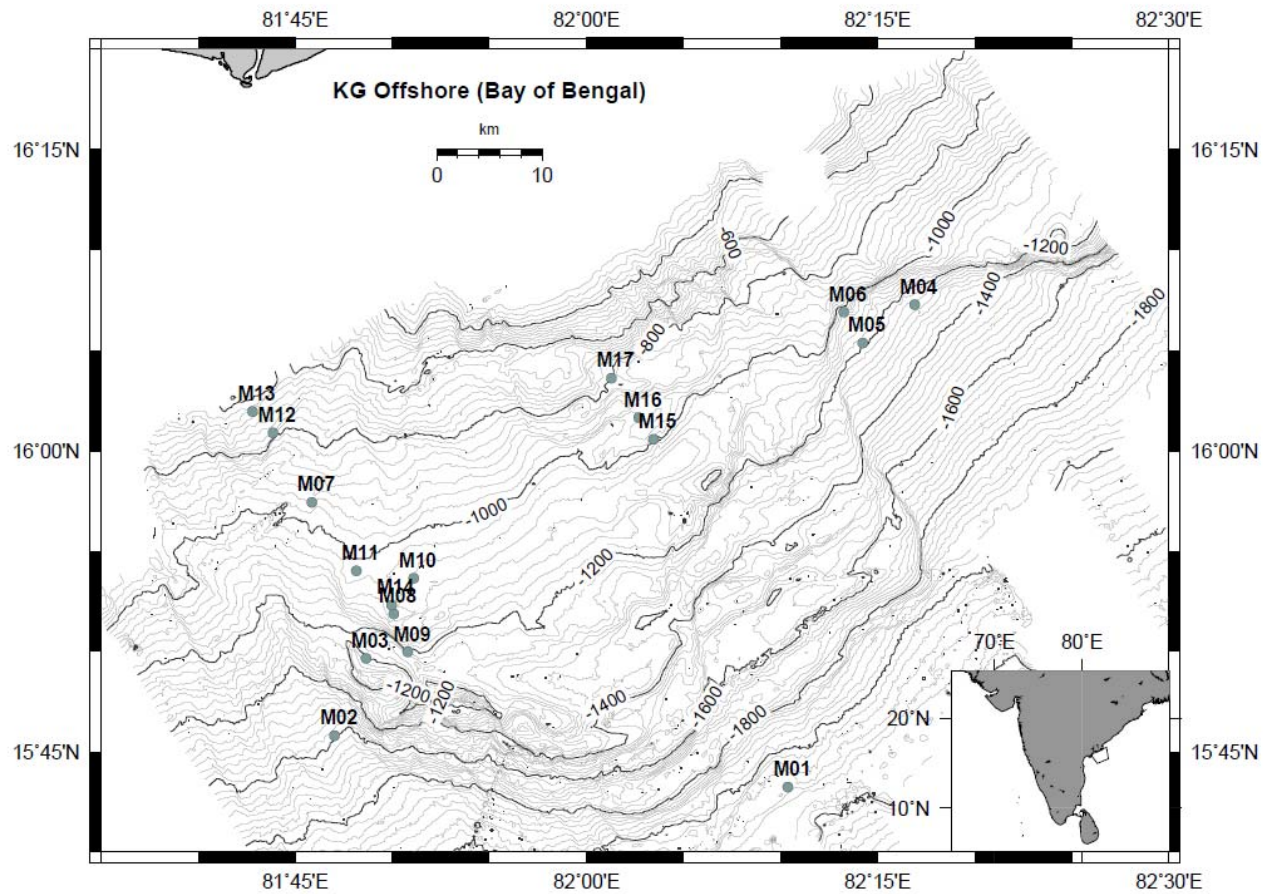 81°45'E 82°00'E 82°15'E 82°30'E
KG Offshore (Bay of Bengal)
km
0 10
16°15'N 16°15'N
-600
-1000
-1200
-800
-1400
-1800
M06 M04
M05
M17
M16
M15
-1600
M13
M12
16°00'N 16°00'N
M07
-1000
M11 M10
-1200
M14
M08
M09
M03
-1200
-1200
-1400
-1600
-1800
M02
M01
15°45'N 15°45'N
70°E 80°E
20°N
10°N
81°45'E 82°00'E 82°15'E 82°30'E